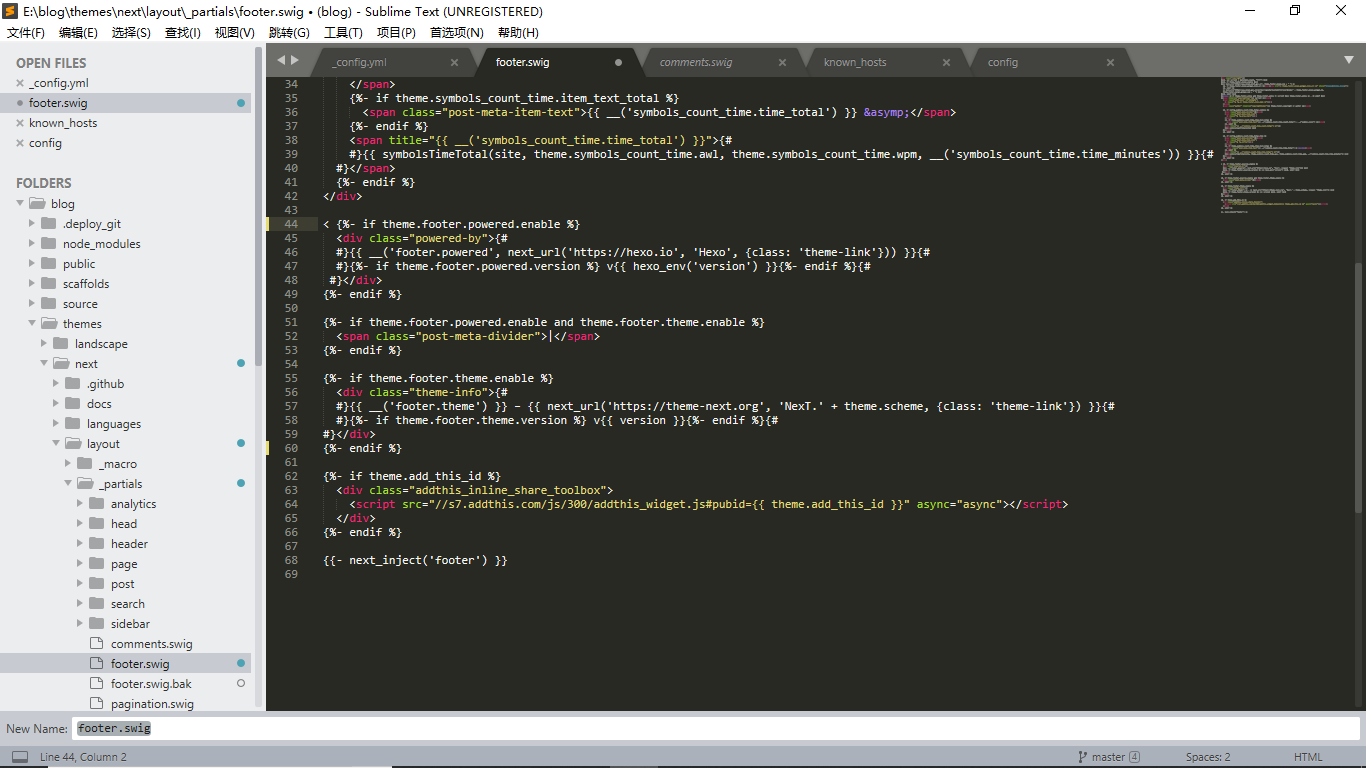 E:\blog\themes\next\layout\_partials\footer.swig • (blog) - Sublime Text (UNREGISTERED)
文件(F) 编辑(E) 选择(S) 查找(I) 视图(V) 跳转(G) 工具(T) 项目(P) 首选项(N) 帮助(H)
OPEN FILES
_config.yml
footer.swig
known_hosts
config
FOLDERS
blog
.deploy_git
node_modules
public
scaffolds
source
themes
landscape
next
.github
docs
languages
layout
_macro
_partials
analytics
head
header
page
post
search
sidebar
comments.swig
footer.swig
footer.swig.bak
pagination.swig
_config.yml footer.swig comments.swig known_hosts config
34 </span>
35 {%- if theme.symbols_count_time.item_text_total %}
36 <span class="post-meta-item-text">{{ __('symbols_count_time.time_total') }} &asymp;</span>
37 {%- endif %}
38 <span title="{{ __('symbols_count_time.time_total') }}">{#
39 #}{{ symbolsTimeTotal(site, theme.symbols_count_time.awl, theme.symbols_count_time.wpm, __('symbols_count_time.time_minutes')) }}{#
40 #}</span>
41 {%- endif %}
42 </div>
43
44 < {%- if theme.footer.powered.enable %}
45 <div class="powered-by">{#
46 #}{{ __('footer.powered', next_url('https://hexo.io', 'Hexo', {class: 'theme-link'})) }}{#
47 #}{%- if theme.footer.powered.version %} v{{ hexo_env('version') }}{%- endif %}{#
48 #}</div>
49 {%- endif %}
50
51 {%- if theme.footer.powered.enable and theme.footer.theme.enable %}
52 <span class="post-meta-divider">|</span>
53 {%- endif %}
54
55 {%- if theme.footer.theme.enable %}
56 <div class="theme-info">{#
57 #}{{ __('footer.theme') }} – {{ next_url('https://theme-next.org', 'NexT.' + theme.scheme, {class: 'theme-link'}) }}{#
58 #}{%- if theme.footer.theme.version %} v{{ version }}{%- endif %}{#
59 #}</div>
60 {%- endif %}
61
62 {%- if theme.add_this_id %}
63 <div class="addthis_inline_share_toolbox">
64 <script src="//s7.addthis.com/js/300/addthis_widget.js#pubid={{ theme.add_this_id }}" async="async"></script>
65 </div>
66 {%- endif %}
67
68 {{- next_inject('footer') }}
69
New Name: footer.swig
Line 44, Column 2 master 4 Spaces: 2 HTML